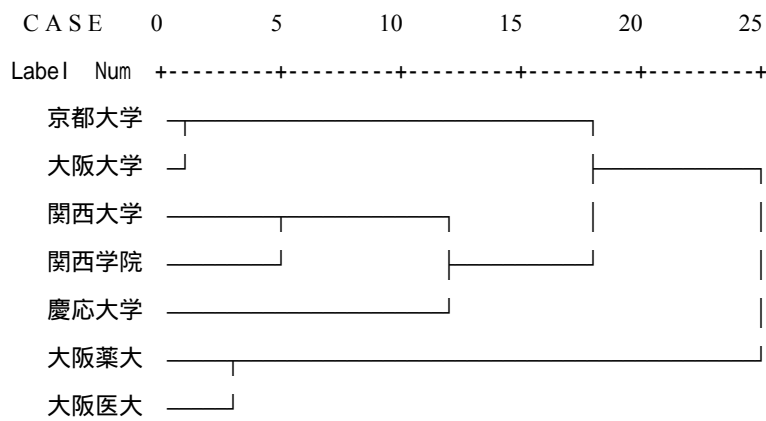 CASE 0 5 10 15 20 25
Label Num +---------+---------+---------+---------+---------+
京都大学
大阪大学
関西大学
関西学院
慶応大学
大阪薬大
大阪医大